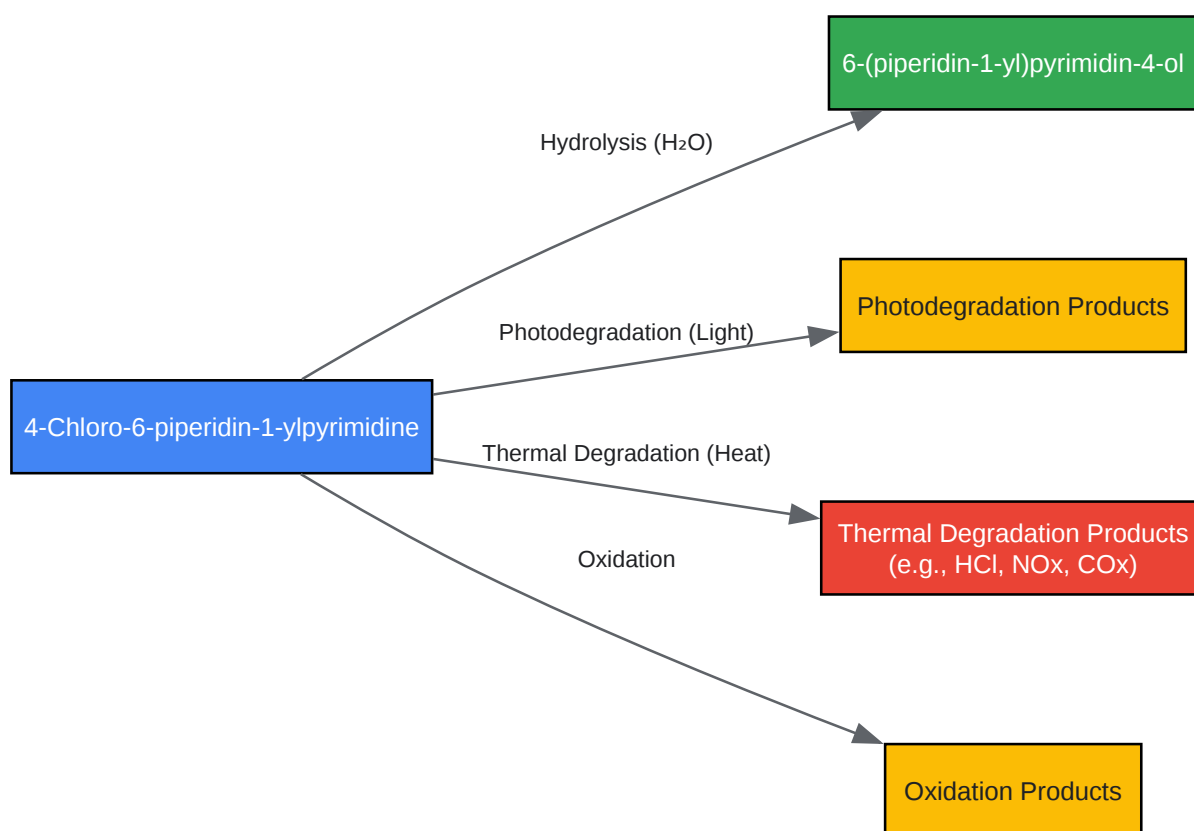 6-(piperidin-1-yl)pyrimidin-4-ol
Hydrolysis (H₂O)
Photodegradation Products
Photodegradation (Light)
4-Chloro-6-piperidin-1-ylpyrimidine
Thermal Degradation (Heat)
Thermal Degradation Products
(e.g., HCl, NOx, COx)
Oxidation
Oxidation Products